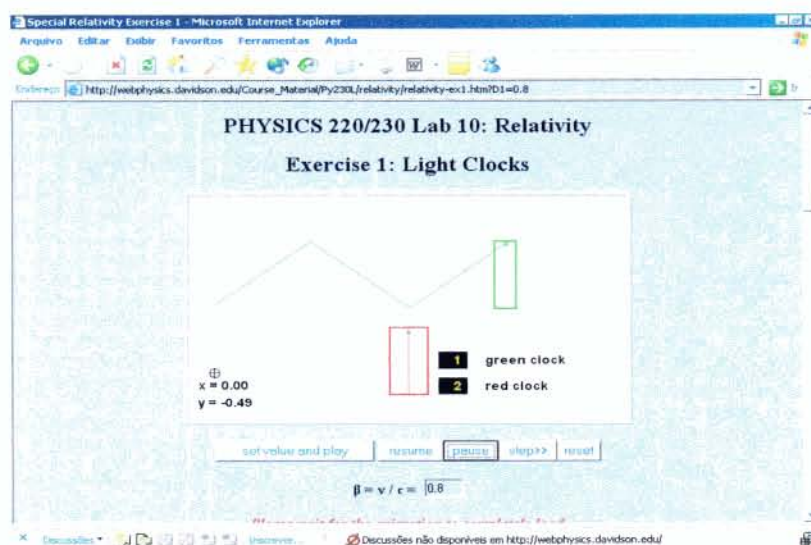 Special Relativity Exercise 1 - Microsoft Internet Explorer
Arquivo Editar Exibir Favoritos Ferramentas Ajuda
Endereço http://webphysics.davidson.edu/Course_Material/Py230L/relativity/relativity-ex1.htm?D1=0.8
PHYSICS 220/230 Lab 10: Relativity
Exercise 1: Light Clocks
1 green clock
2 red clock
x = 0.00
y = -0.49
set value and play resume pause step>> reset
β = v / c = 0.8
Discussões Inscrever... Discussões não disponíveis em http://webphysics.davidson.edu/